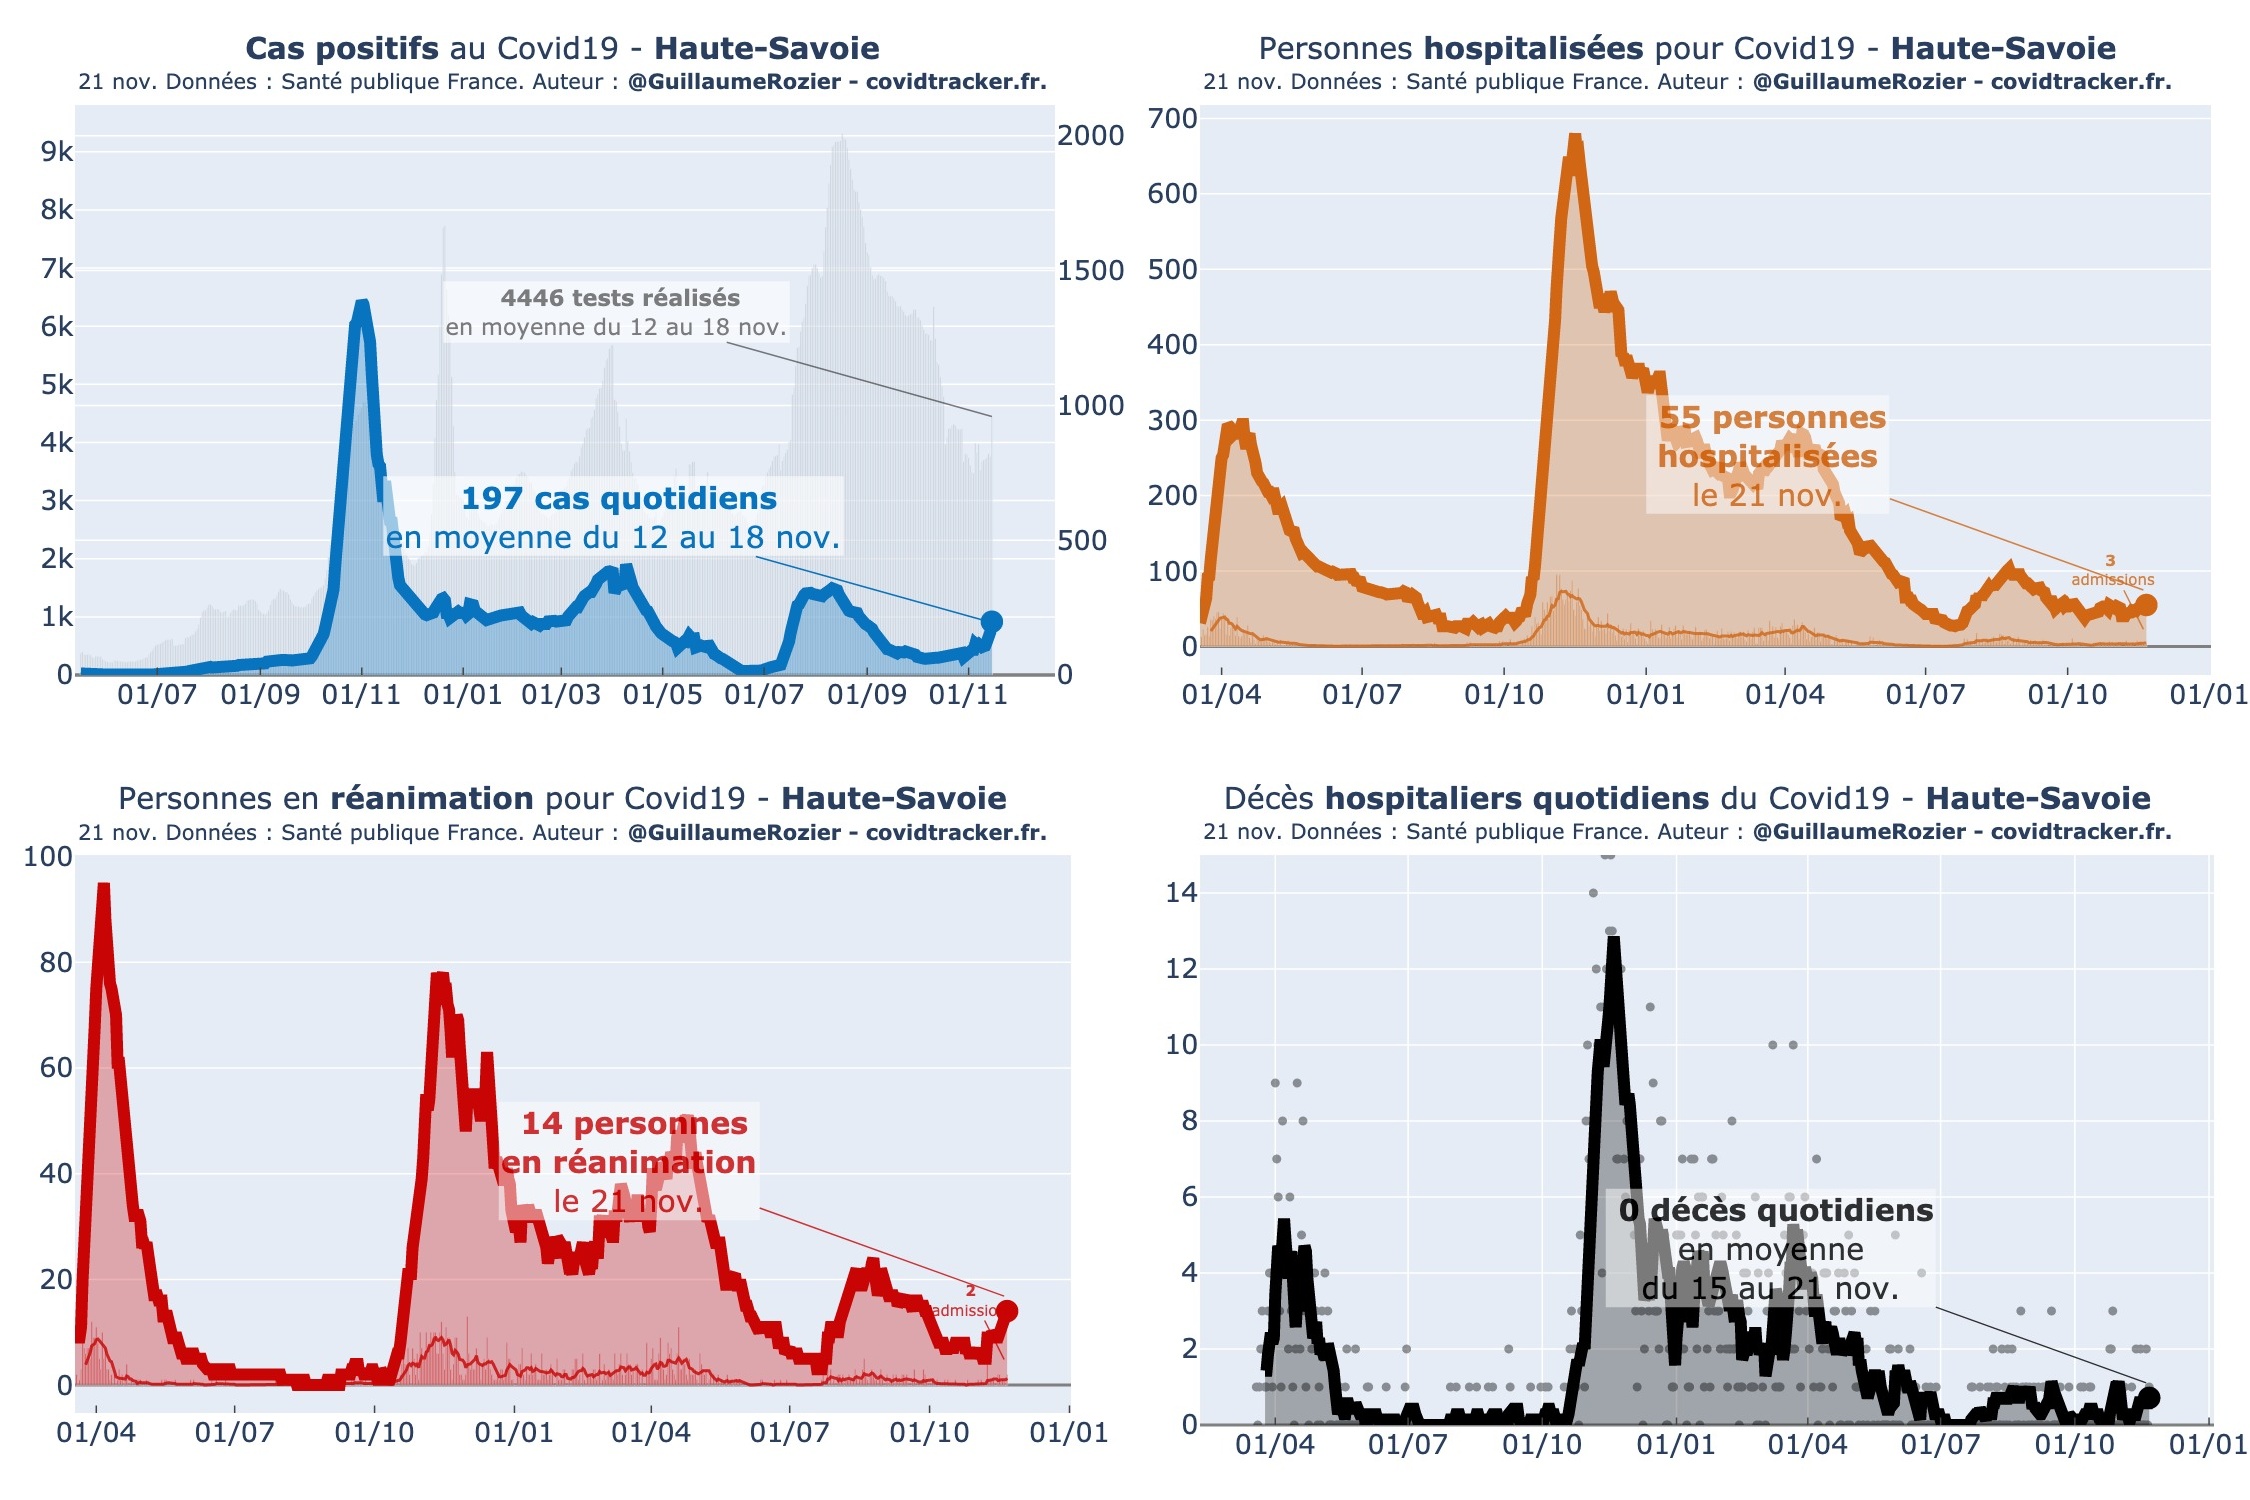 Cas positifs au Covid19 - Haute-Savoie
21 nov. Données : Santé publique France. Auteur : @GuillaumeRozier - covidtracker.fr.
9k
8k
7k
6k
5k
4k
3k
2k
1k
0
2000
1500
1000
500
0
4446 tests réalisés
en moyenne du 12 au 18 nov.
197 cas quotidiens
en moyenne du 12 au 18 nov.
01/07 01/09 01/11 01/01 01/03 01/05 01/07 01/09 01/11
Personnes hospitalisées pour Covid19 - Haute-Savoie
21 nov. Données : Santé publique France. Auteur : @GuillaumeRozier - covidtracker.fr.
700
600
500
400
300
200
100
0
55 personnes
hospitalisées
le 21 nov.
3
admissions
01/04 01/07 01/10 01/01 01/04 01/07 01/10 01/01
Personnes en réanimation pour Covid19 - Haute-Savoie
21 nov. Données : Santé publique France. Auteur : @GuillaumeRozier - covidtracker.fr.
100
80
60
40
20
0
14 personnes
en réanimation
le 21 nov.
2
admissio
01/04 01/07 01/10 01/01 01/04 01/07 01/10 01/01
Décès hospitaliers quotidiens du Covid19 - Haute-Savoie
21 nov. Données : Santé publique France. Auteur : @GuillaumeRozier - covidtracker.fr.
14
12
10
8
6
4
2
0
0 décès quotidiens
en moyenne
du 15 au 21 nov.
01/04 01/07 01/10 01/01 01/04 01/07 01/10 01/01